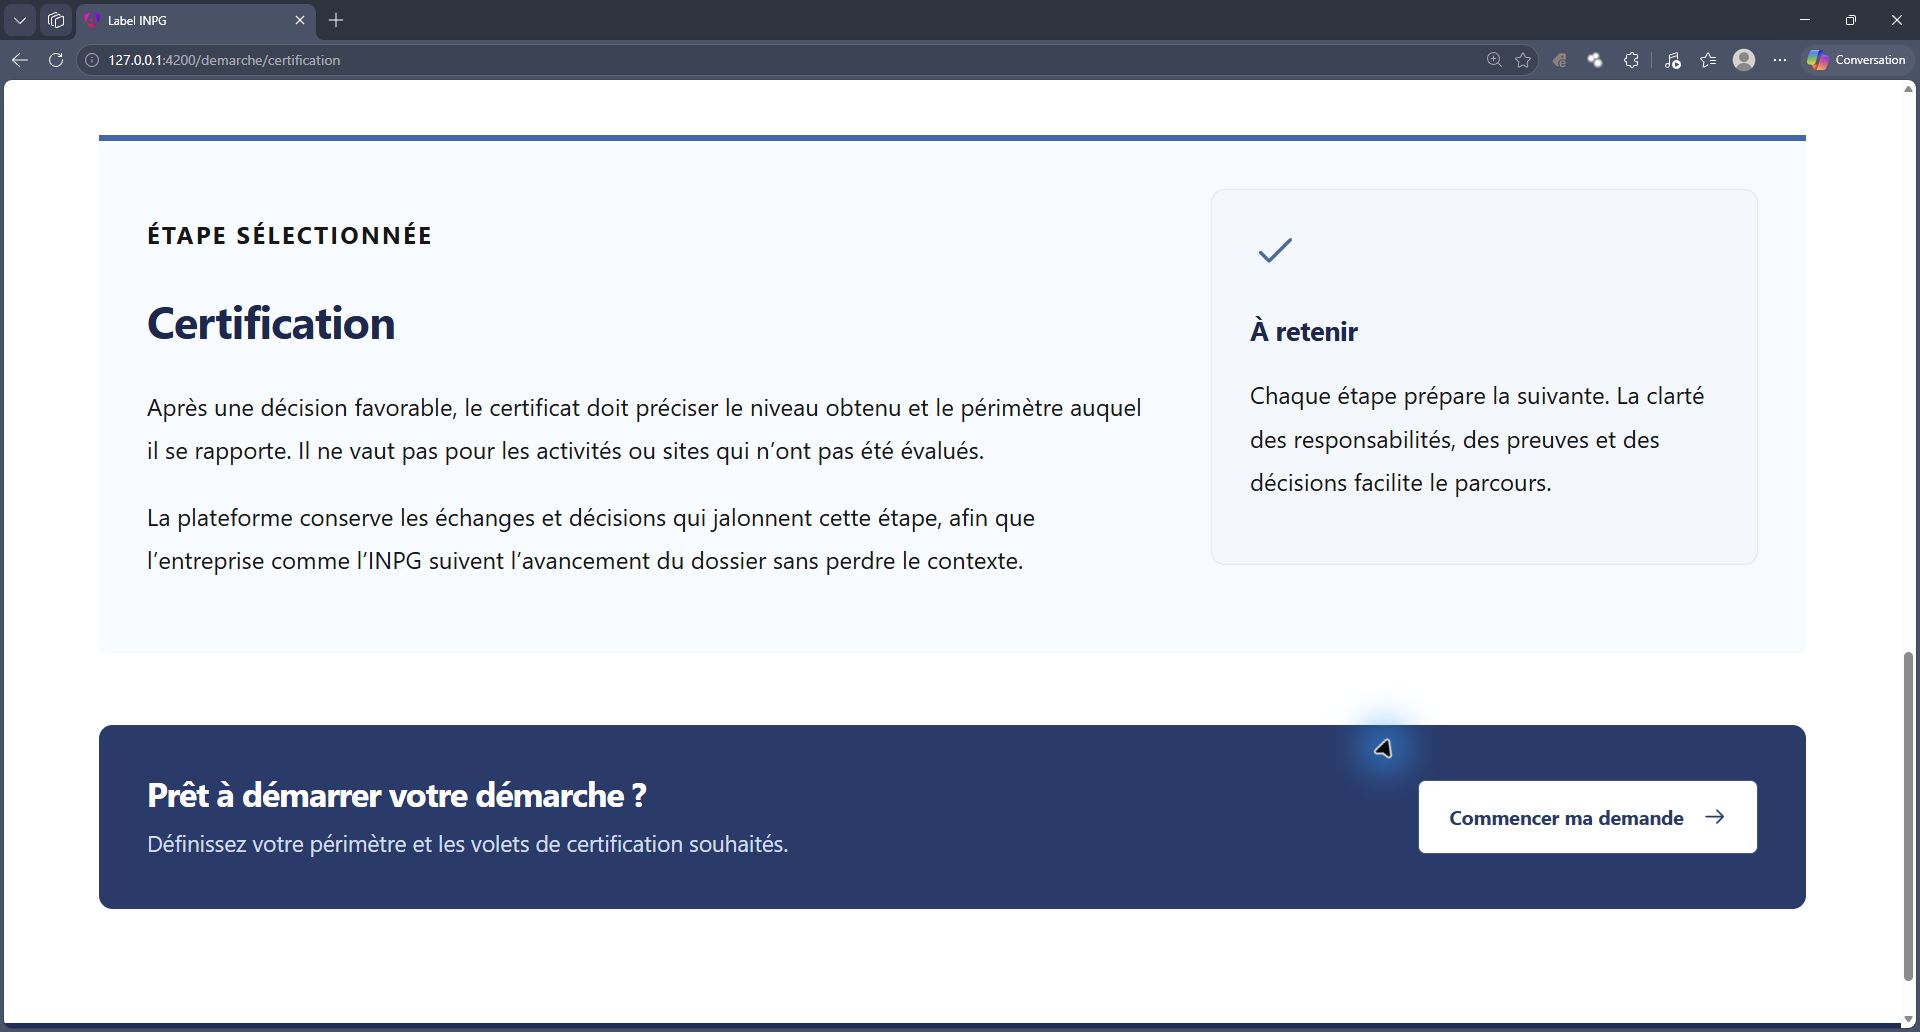 Label INPG
127.0.0.1:4200/demarche/certification
Conversation
ÉTAPE SÉLECTIONNÉE
Certification
Après une décision favorable, le certificat doit préciser le niveau obtenu et le périmètre auquel
il se rapporte. Il ne vaut pas pour les activités ou sites qui n’ont pas été évalués.
La plateforme conserve les échanges et décisions qui jalonnent cette étape, afin que
l’entreprise comme l’INPG suivent l’avancement du dossier sans perdre le contexte.
À retenir
Chaque étape prépare la suivante. La clarté
des responsabilités, des preuves et des
décisions facilite le parcours.
Prêt à démarrer votre démarche ?
Définissez votre périmètre et les volets de certification souhaités.
Commencer ma demande